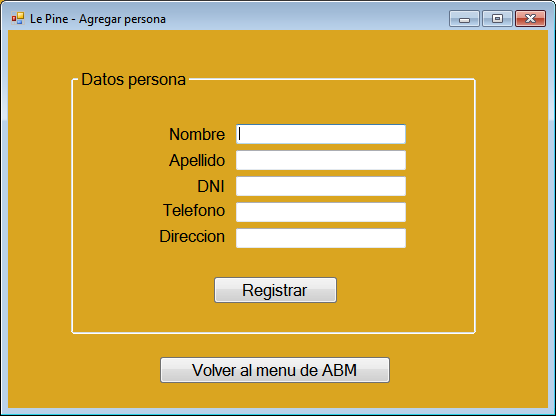 Le Pine - Agregar persona
Datos persona
Nombre
Apellido
DNI
Telefono
Direccion
Registrar
Volver al menu de ABM